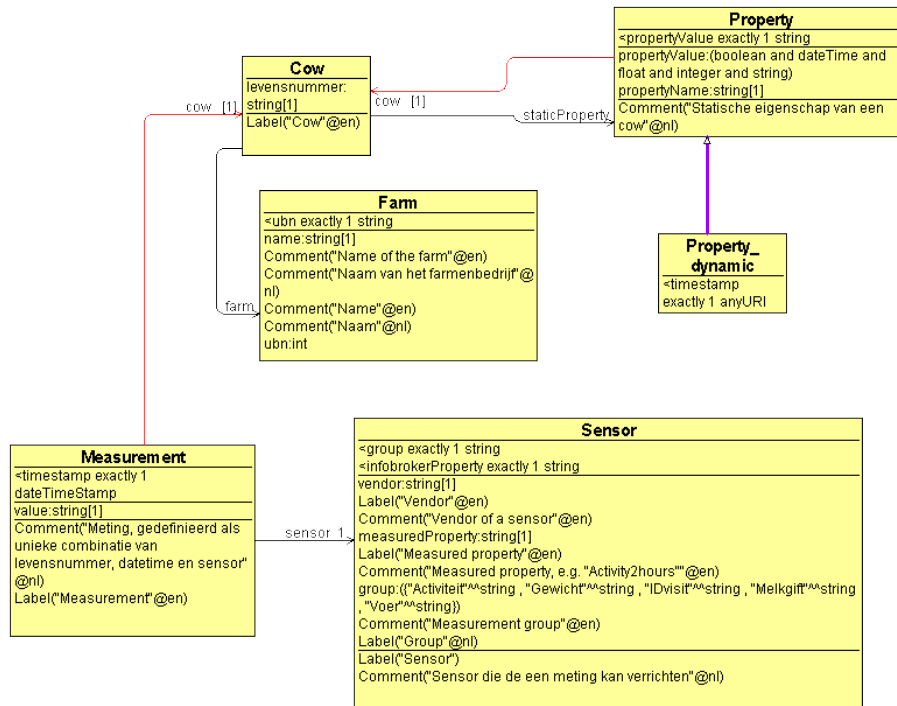 Property
<propertyValue exactly 1 string
propertyValue:(boolean and dateTime and
float and integer and string)
propertyName:string[1]
Comment("Statische eigenschap van een
cow"@nl)
Cow
levensnummer:
string[1]
Label("Cow"@en)
cow [1]
cow [1]
staticProperty
Farm
<ubn exactly 1 string
name:string[1]
Comment("Name of the farm"@en)
Comment("Naam van het farmenbedrijf"@
nl)
Comment("Name"@en)
Comment("Naam"@nl)
ubn:int
farm
Property_
dynamic
<timestamp
exactly 1 anyURI
Measurement
<timestamp exactly 1
dateTimeStamp
value:string[1]
Comment("Meting, gedefinieerd als
unieke combinatie van
levensnummer, datetime en sensor"
@nl)
Label("Measurement"@en)
sensor 1
Sensor
<group exactly 1 string
<infobrokerProperty exactly 1 string
vendor:string[1]
Label("Vendor"@en)
Comment("Vendor of a sensor"@en)
measuredProperty:string[1]
Label("Measured property"@en)
Comment("Measured property, e.g. "Activity2hours""@en)
group:({"Activiteit"^^string , "Gewicht"^^string , "IDvisit"^^string , "Melkgift"^^string
, "Voer"^^string})
Comment("Measurement group"@en)
Label("Group"@nl)
Label("Sensor")
Comment("Sensor die de een meting kan verrichten"@nl)